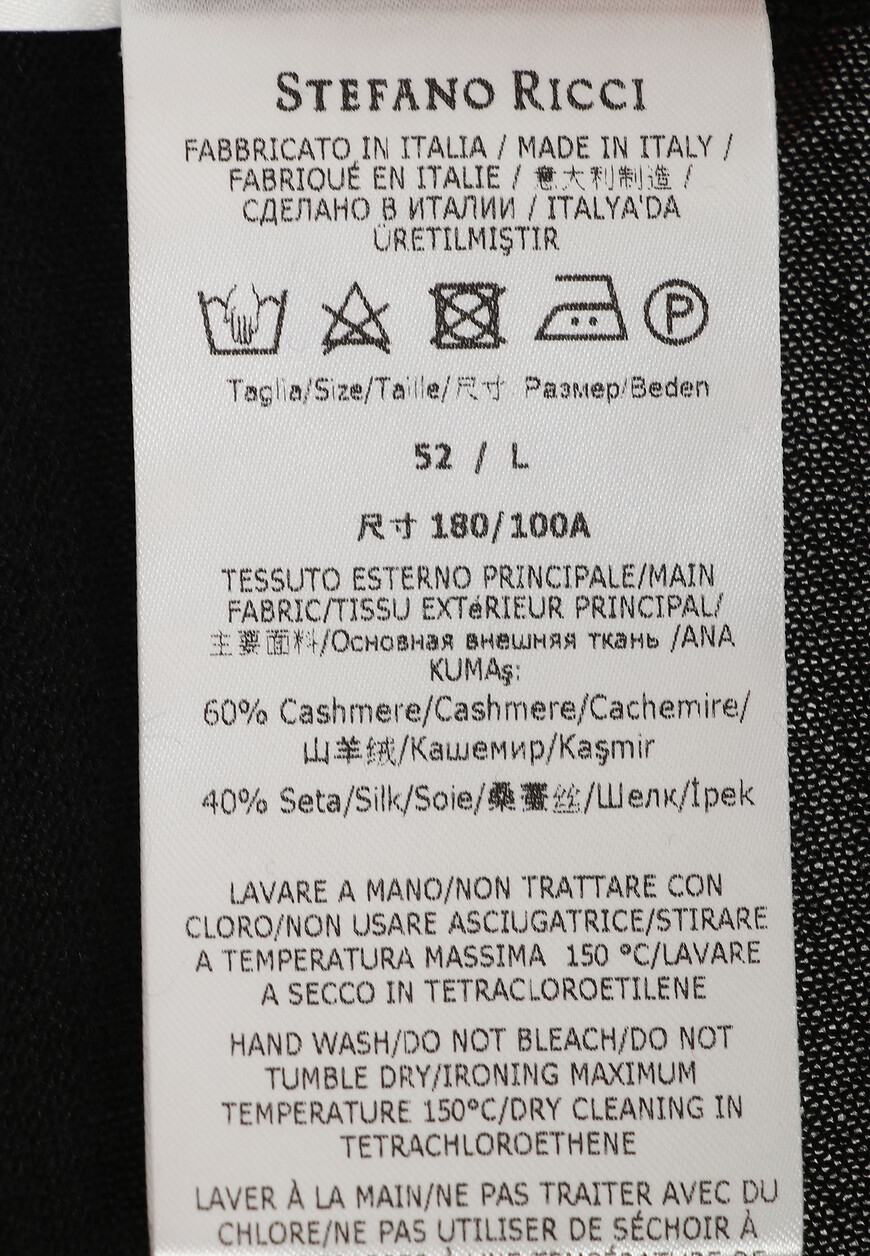 STEFANO RICCI
FABBRICATO IN ITALIA / MADE IN ITALY /
FABRIQUÉ EN ITALIE / 意大利制造 /
СДЕЛАНО В ИТАЛИИ / ITALYA'DA
ÜRETILMIŞTIR
P
Taglia/Size/Taille/尺寸 Размер/Beden
52 / L
尺寸 180/100A
TESSUTO ESTERNO PRINCIPALE/MAIN
FABRIC/TISSU EXTéRIEUR PRINCIPAL/
主要面料/Основная внешняя ткань /ANA
KUMAş:
60% Cashmere/Cashmere/Cachemire/
山羊绒/Кашемир/Kaşmir
40% Seta/Silk/Soie/桑蚕丝/Шелк/İpek
LAVARE A MANO/NON TRATTARE CON
CLORO/NON USARE ASCIUGATRICE/STIRARE
A TEMPERATURA MASSIMA 150 °C/LAVARE
A SECCO IN TETRACLOROETILENE
HAND WASH/DO NOT BLEACH/DO NOT
TUMBLE DRY/IRONING MAXIMUM
TEMPERATURE 150°C/DRY CLEANING IN
TETRACHLOROETHENE
LAVER À LA MAIN/NE PAS TRAITER AVEC DU
CHLORE/NE PAS UTILISER DE SÉCHOIR À